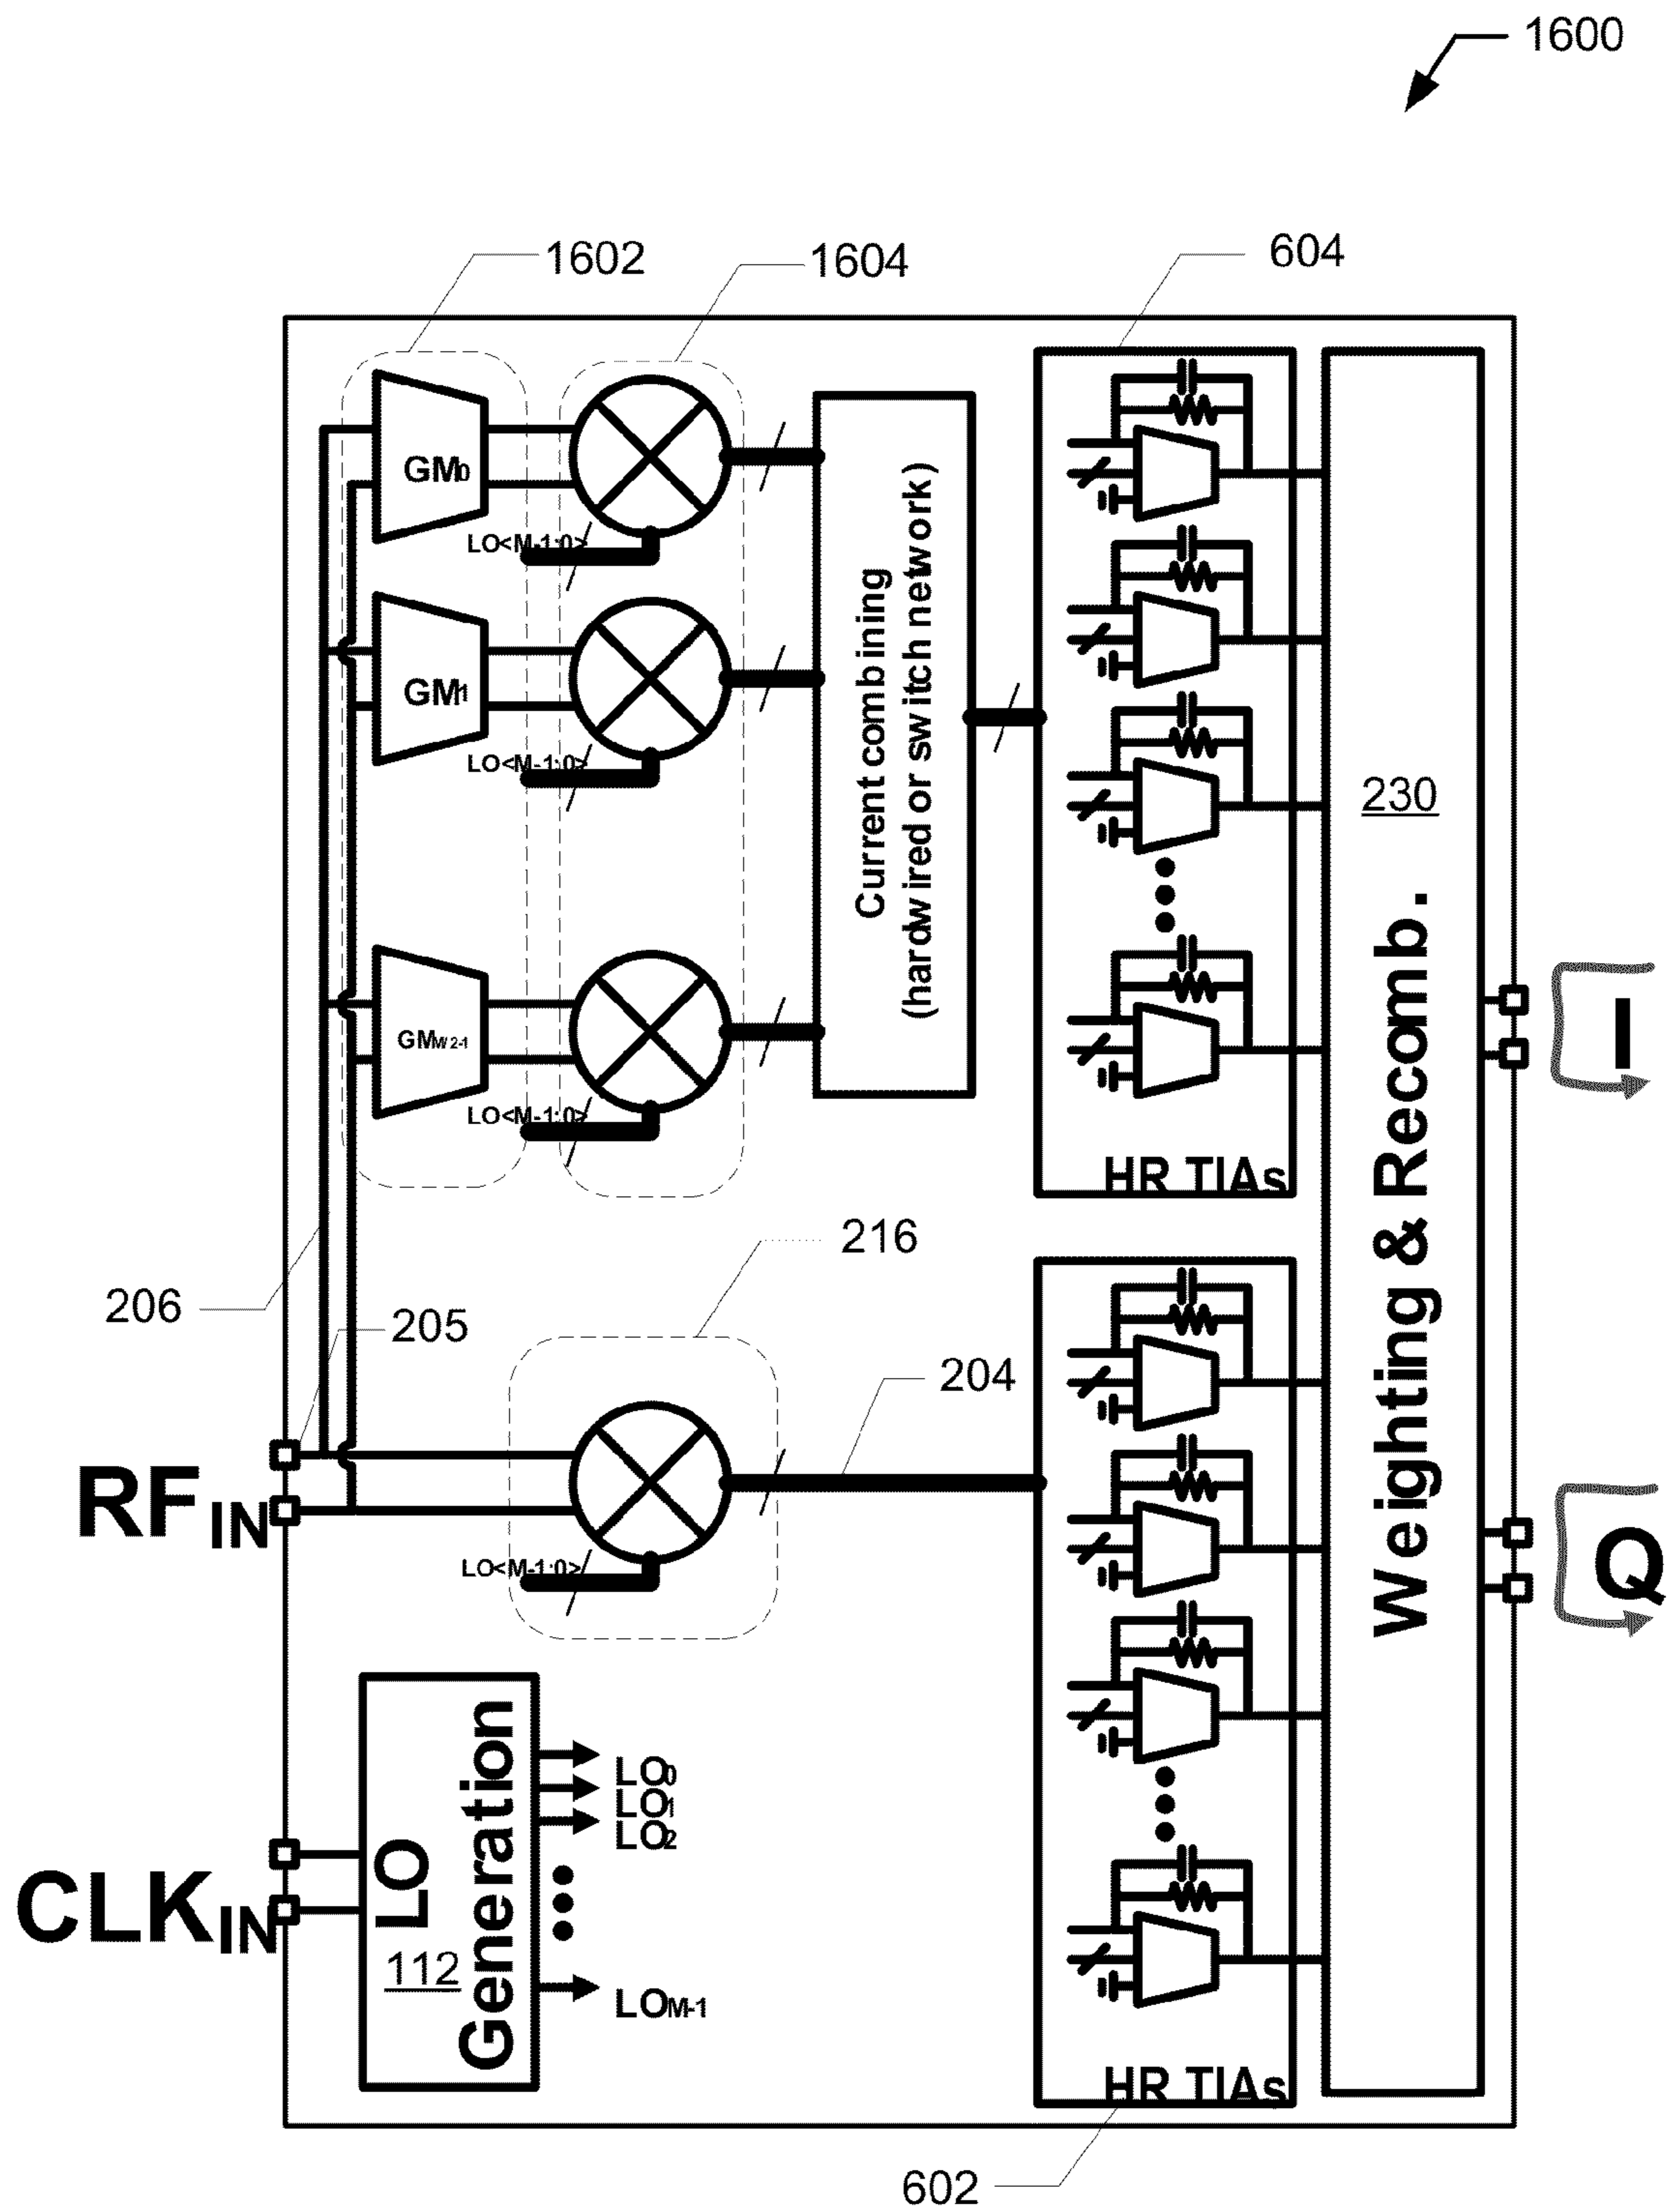 1600
1602
1604
604
GM0
LO<M-1:0>
GM1
LO<M-1:0>
GMM/2-1
LO<M-1:0>
Current combining
(hardwired or switch network)
HR TIAs
230
Weighting & Recomb.
I
Q
206
205
216
204
RFIN
LO<M-1:0>
CLKIN
LO
Generation
112
LO0
LO1
LO2
LOM-1
HR TIAs
602